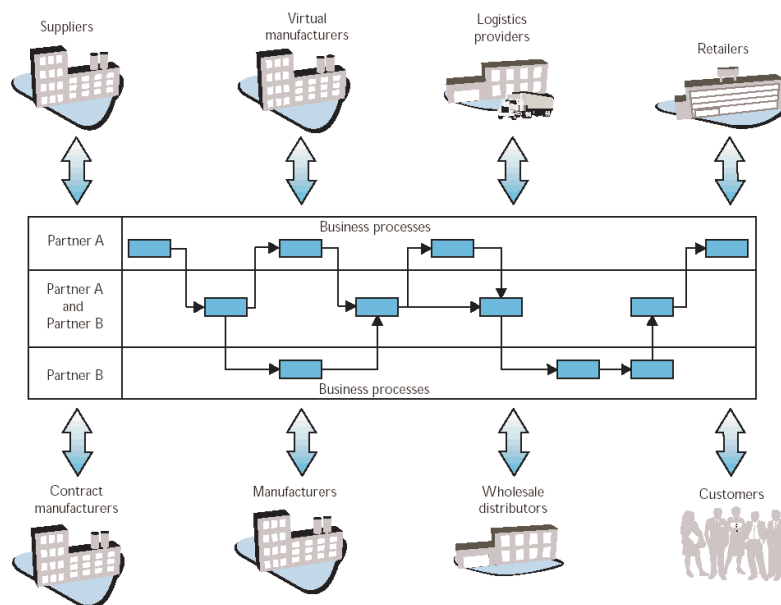 Suppliers
Virtual
manufacturers
Logistics
providers
Retailers
Business processes
Partner A
Partner A
and
Partner B
Partner B
Business processes
Contract
manufacturers
Manufacturers
Wholesale
distributors
Customers